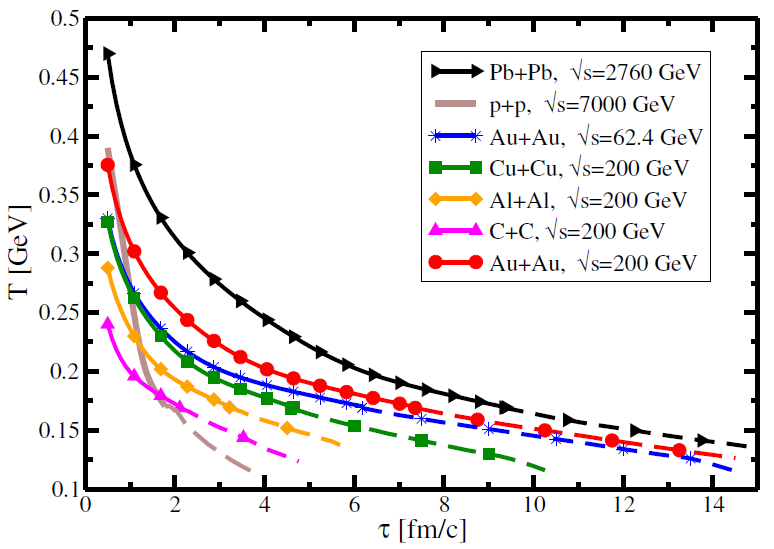 0.5
0.45
0.4
0.35
0.3
0.25
0.2
0.15
0.1
T [GeV]
Pb+Pb, √s=2760 GeV
p+p, √s=7000 GeV
Au+Au, √s=62.4 GeV
Cu+Cu, √s=200 GeV
Al+Al, √s=200 GeV
C+C, √s=200 GeV
Au+Au, √s=200 GeV
0 2 4 6 8 10 12 14
τ [fm/c]